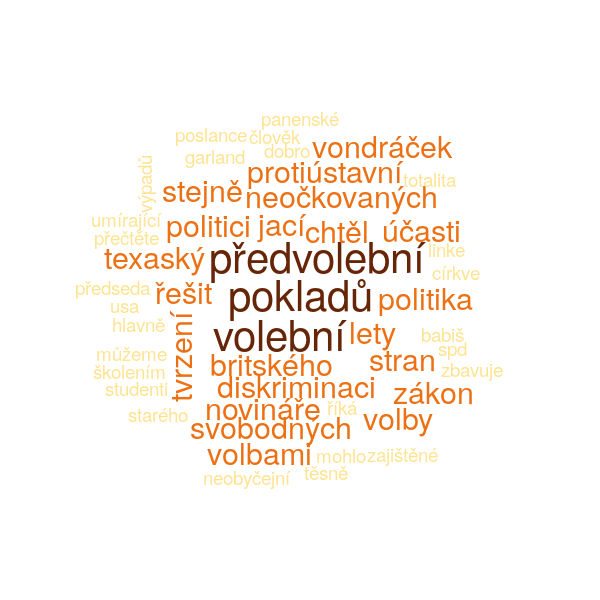 panenské
poslance člověk
dobro vondráček
garland
výpadů
protiústavní totalita
stejně neočkovaných
umírající politici jací chtěl účasti
přečtěte
texaský předvolební linke
církve
předseda řešit pokladů politika
usa
hlavně
tvrzení volební lety babiš
můžeme britského stran spd
školením zbavuje
studenti diskriminaci zákon
starého novináře říká volby
svobodných
volbami mohlo zajištěné
neobyčejní těsně